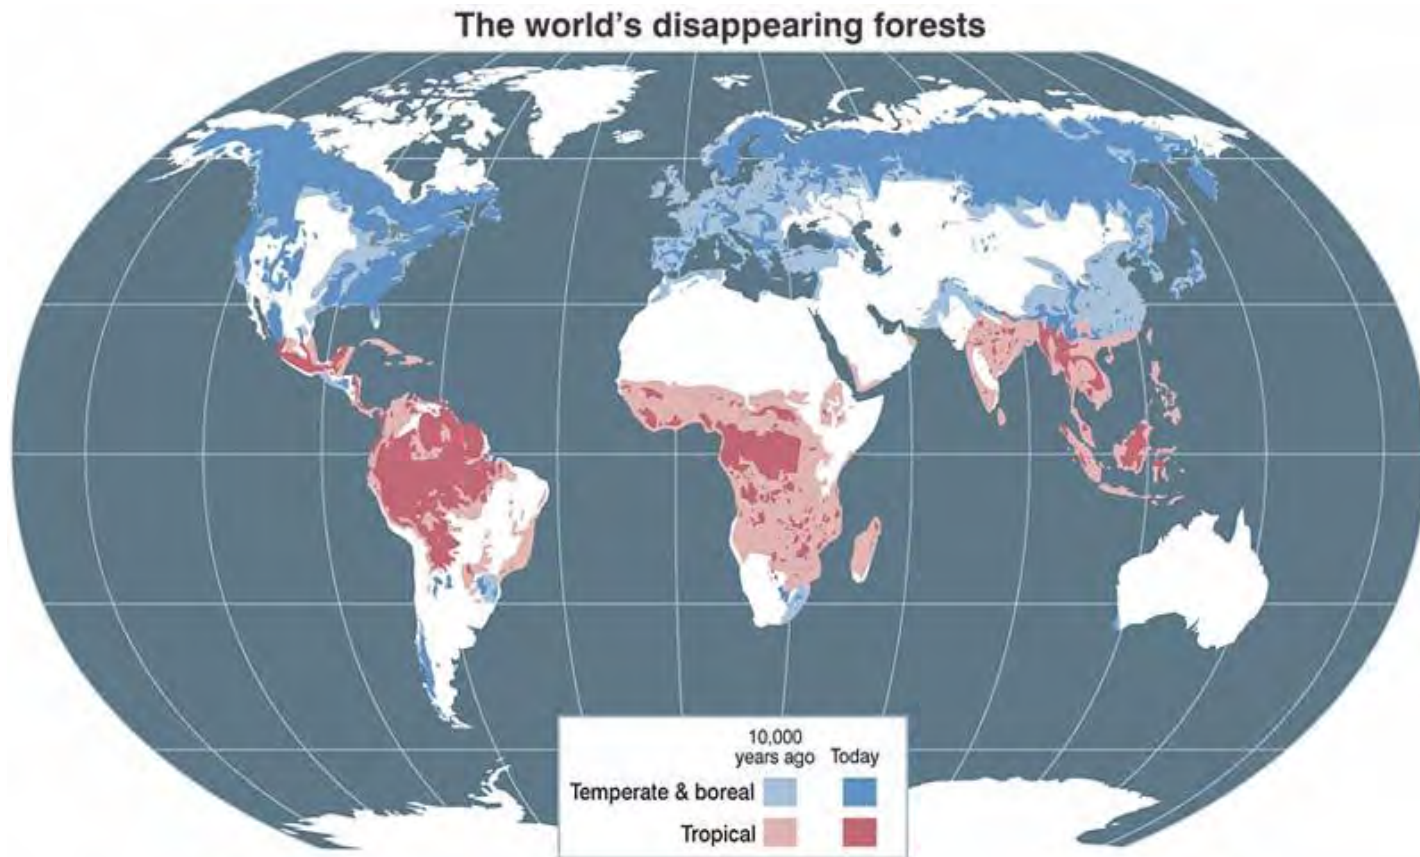 The world's disappearing forests
10,000
years ago Today
Temperate & boreal
Tropical